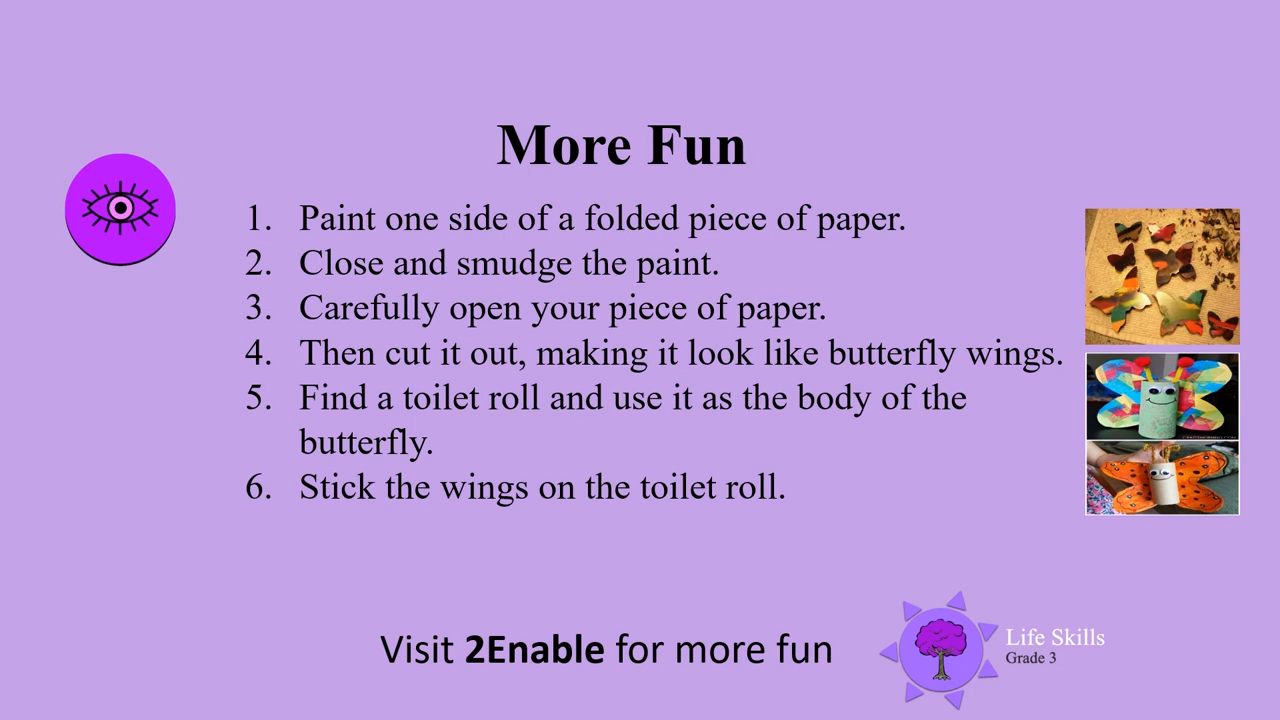 More Fun
1. Paint one side of a folded piece of paper.
2. Close and smudge the paint.
3. Carefully open your piece of paper.
4. Then cut it out, making it look like butterfly wings.
5. Find a toilet roll and use it as the body of the
butterfly.
6. Stick the wings on the toilet roll.
Visit 2Enable for more fun
Life Skills
Grade 3